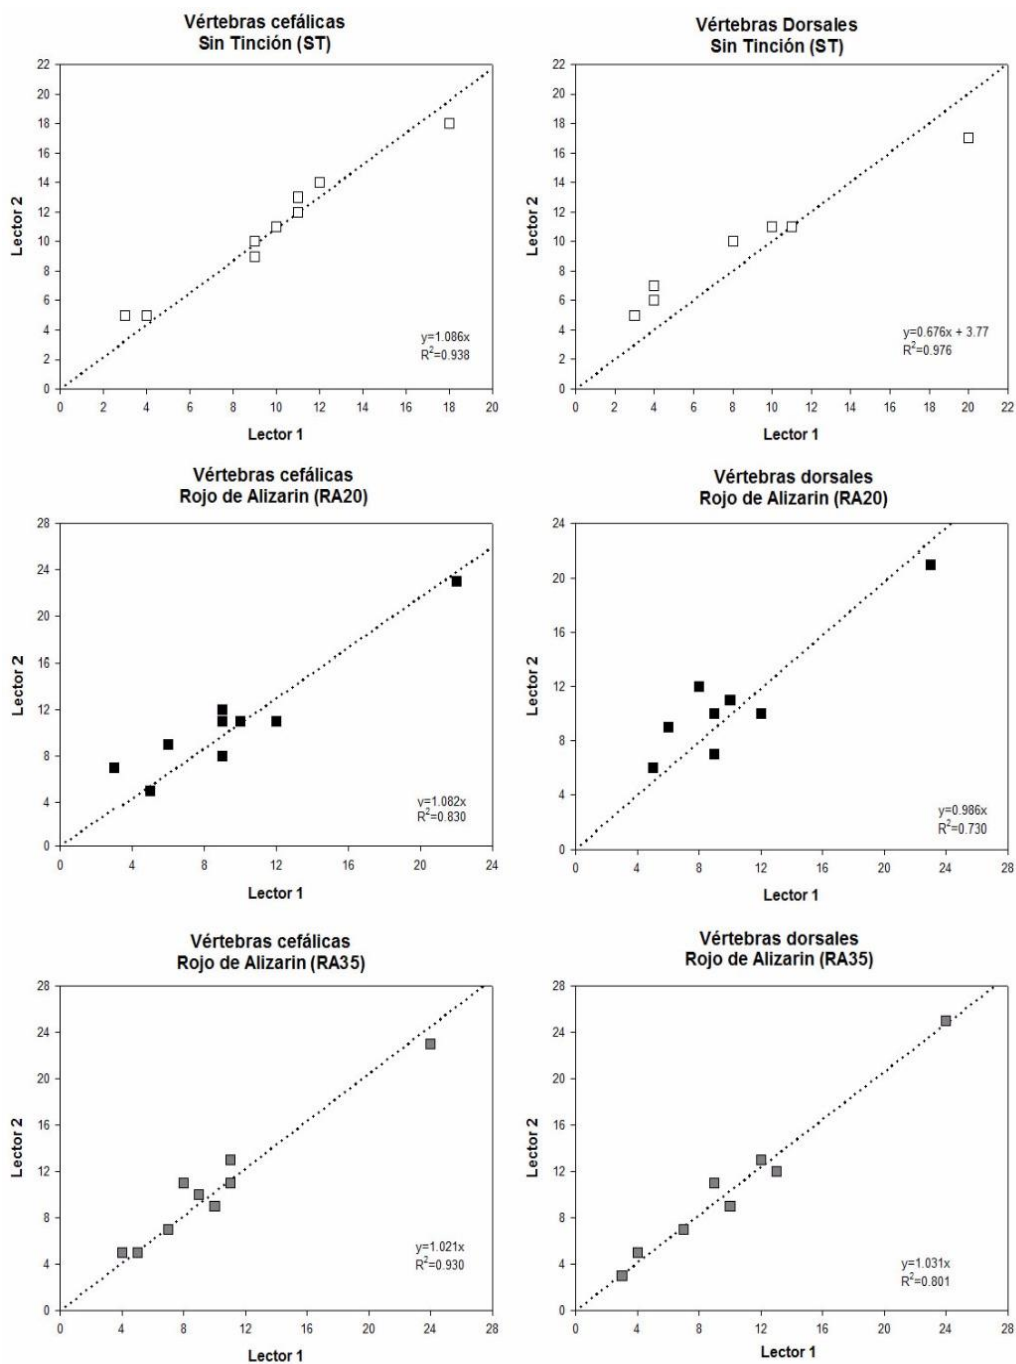 Vértebras cefálicas
Sin Tinción (ST)
22
20
18
16
14
12
10
8
6
4
2
0
Lector 2
y=1.086x
R²=0.938
0 2 4 6 8 10 12 14 16 18 20
Lector 1
Vértebras Dorsales
Sin Tinción (ST)
22
20
18
16
14
12
10
8
6
4
2
0
Lector 2
y=0.676x + 3.77
R²=0.976
0 2 4 6 8 10 12 14 16 18 20 22
Lector 1
Vértebras cefálicas
Rojo de Alizarin (RA20)
28
24
20
16
12
8
4
0
Lector 2
y=1.082x
R²=0.830
0 4 8 12 16 20 24
Lector 1
Vértebras dorsales
Rojo de Alizarin (RA20)
24
20
16
12
8
4
0
Lector 2
y=0.986x
R²=0.730
0 4 8 12 16 20 24 28
Lector 1
Vértebras cefálicas
Rojo de Alizarin (RA35)
28
24
20
16
12
8
4
0
Lector 2
y=1.021x
R²=0.930
0 4 8 12 16 20 24 28
Lector 1
Vértebras dorsales
Rojo de Alizarin (RA35)
28
24
20
16
12
8
4
0
Lector 2
y=1.031x
R²=0.801
0 4 8 12 16 20 24 28
Lector 1